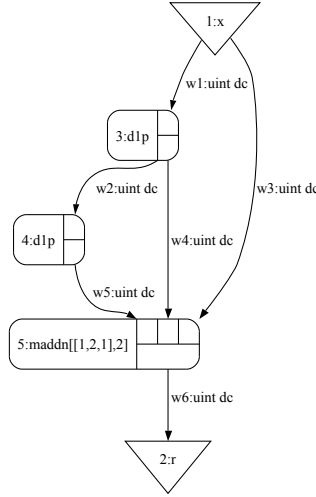 1:x
w1:uint dc
3:d1p
w2:uint dc
w3:uint dc
4:d1p
w4:uint dc
w5:uint dc
5:maddn[[1,2,1],2]
w6:uint dc
2:r